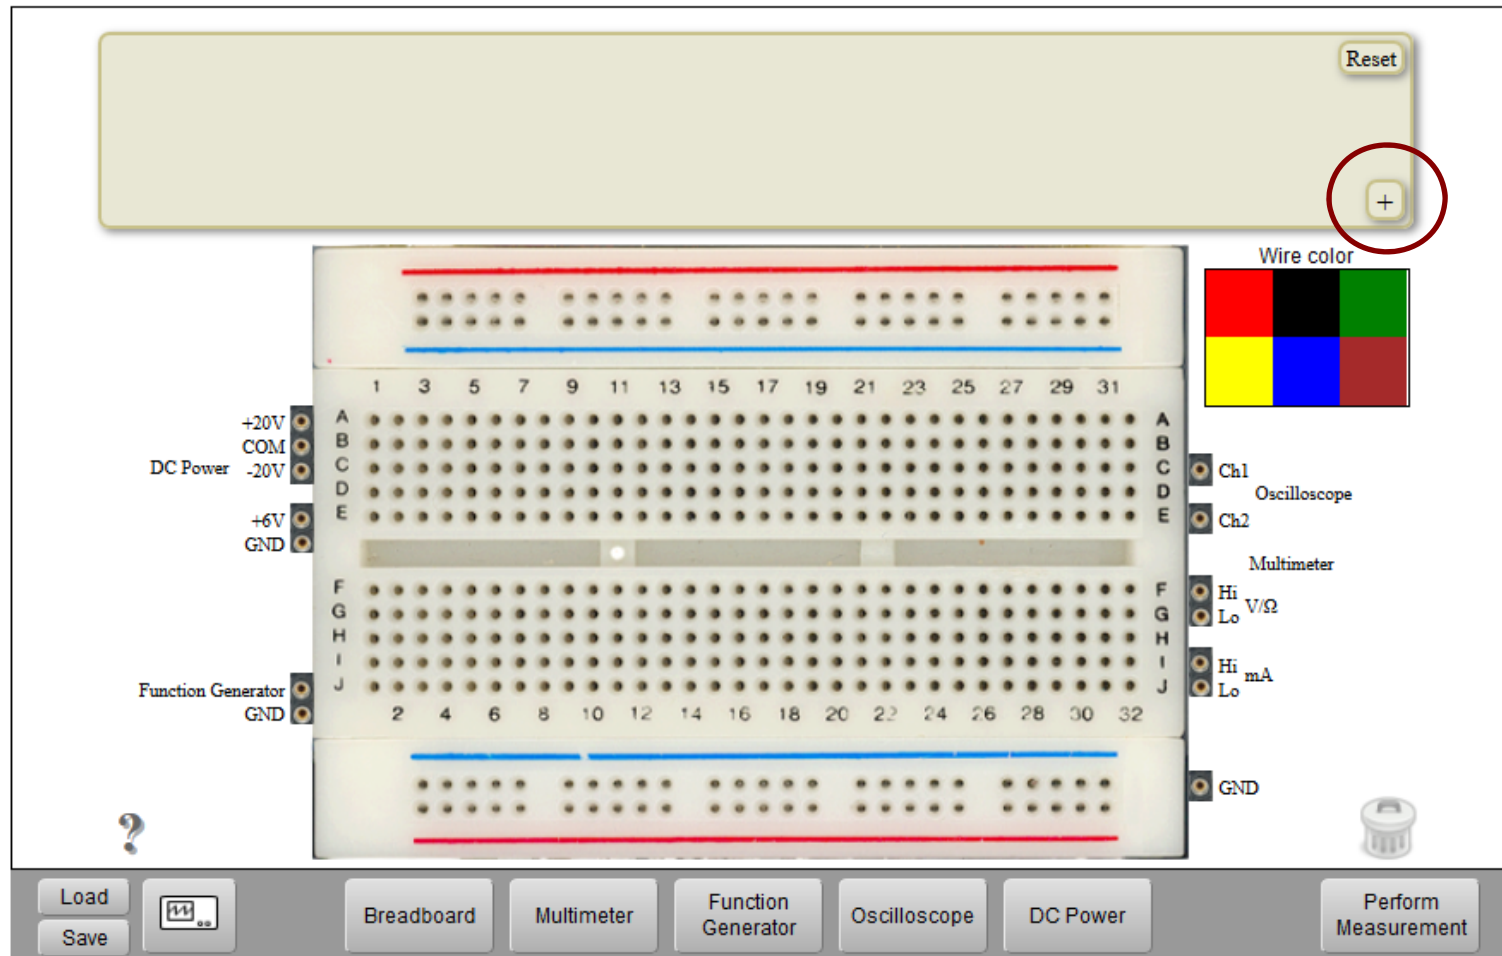 Reset
+
Wire color
1 3 5 7 9 11 13 15 17 19 21 23 25 27 29 31
A A
B B
C C
D D
E E
+20V
COM
DC Power -20V
+6V
GND
Ch1
Oscilloscope
Ch2
Multimeter
F F
G G
H H
I I
J J
Hi
V/Ω
Lo
Hi
mA
Lo
Function Generator
GND
2 4 6 8 10 12 14 16 18 20 22 24 26 28 30 32
GND
?
Load
Save
Breadboard
Multimeter
Function
Generator
Oscilloscope
DC Power
Perform
Measurement